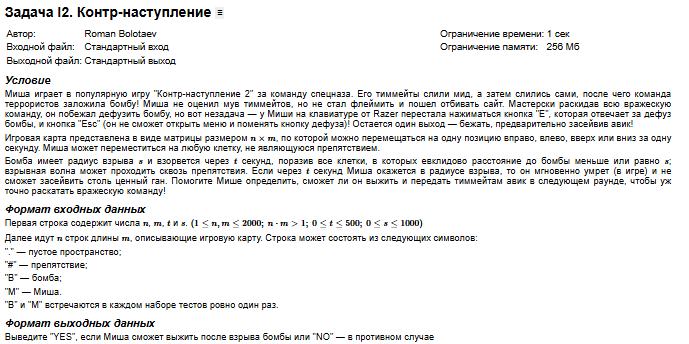 Задача I2. Контр-наступление
Автор: Roman Bolotaev Ограничение времени: 1 сек
Входной файл: Стандартный вход Ограничение памяти: 256 Мб
Выходной файл: Стандартный выход
Условие
Миша играет в популярную игру "Контр-наступление 2" за команду спецназа. Его тиммейты слили мид, а затем слились сами, после чего команда
террористов заложила бомбу! Миша не оценил мув тиммейтов, но не стал флеймить и пошел отбивать сайт. Мастерски раскидав всю вражескую
команду, он побежал дефузить бомбу, но вот незадача — у Миши на клавиатуре от Razer перестала нажиматься кнопка "E", которая отвечает за дефуз
бомбы, и кнопка "Esc" (он не сможет открыть меню и поменять кнопку дефуза)! Остается один выход — бежать, предварительно засейвив авик!
Игровая карта представлена в виде матрицы размером n × m, по которой можно перемещаться на одну позицию вправо, влево, вверх или вниз за одну
секунду. Миша может переместиться на любую клетку, не являющуюся препятствием.
Бомба имеет радиус взрыва s и взорвется через t секунд, поразив все клетки, в которых евклидово расстояние до бомбы меньше или равно s;
взрывная волна может проходить сквозь препятствия. Если через t секунд Миша окажется в радиусе взрыва, то он мгновенно умрет (в игре) и не
сможет засейвить столь ценный ган. Помогите Мише определить, сможет ли он выжить и передать тиммейтам авик в следующем раунде, чтобы уж
точно раскатать вражескую команду!
Формат входных данных
Первая строка содержит числа n, m, t и s. (1 ≤ n, m ≤ 2000; n · m > 1; 0 ≤ t ≤ 500; 0 ≤ s ≤ 1000)
Далее идут n строк длины m, описывающие игровую карту. Строка может состоять из следующих символов:
"." — пустое пространство;
"#" — препятствие;
"B" — бомба;
"M" — Миша.
"B" и "M" встречаются в каждом наборе тестов ровно один раз.
Формат выходных данных
Выведите "YES", если Миша сможет выжить после взрыва бомбы или "NO" — в противном случае